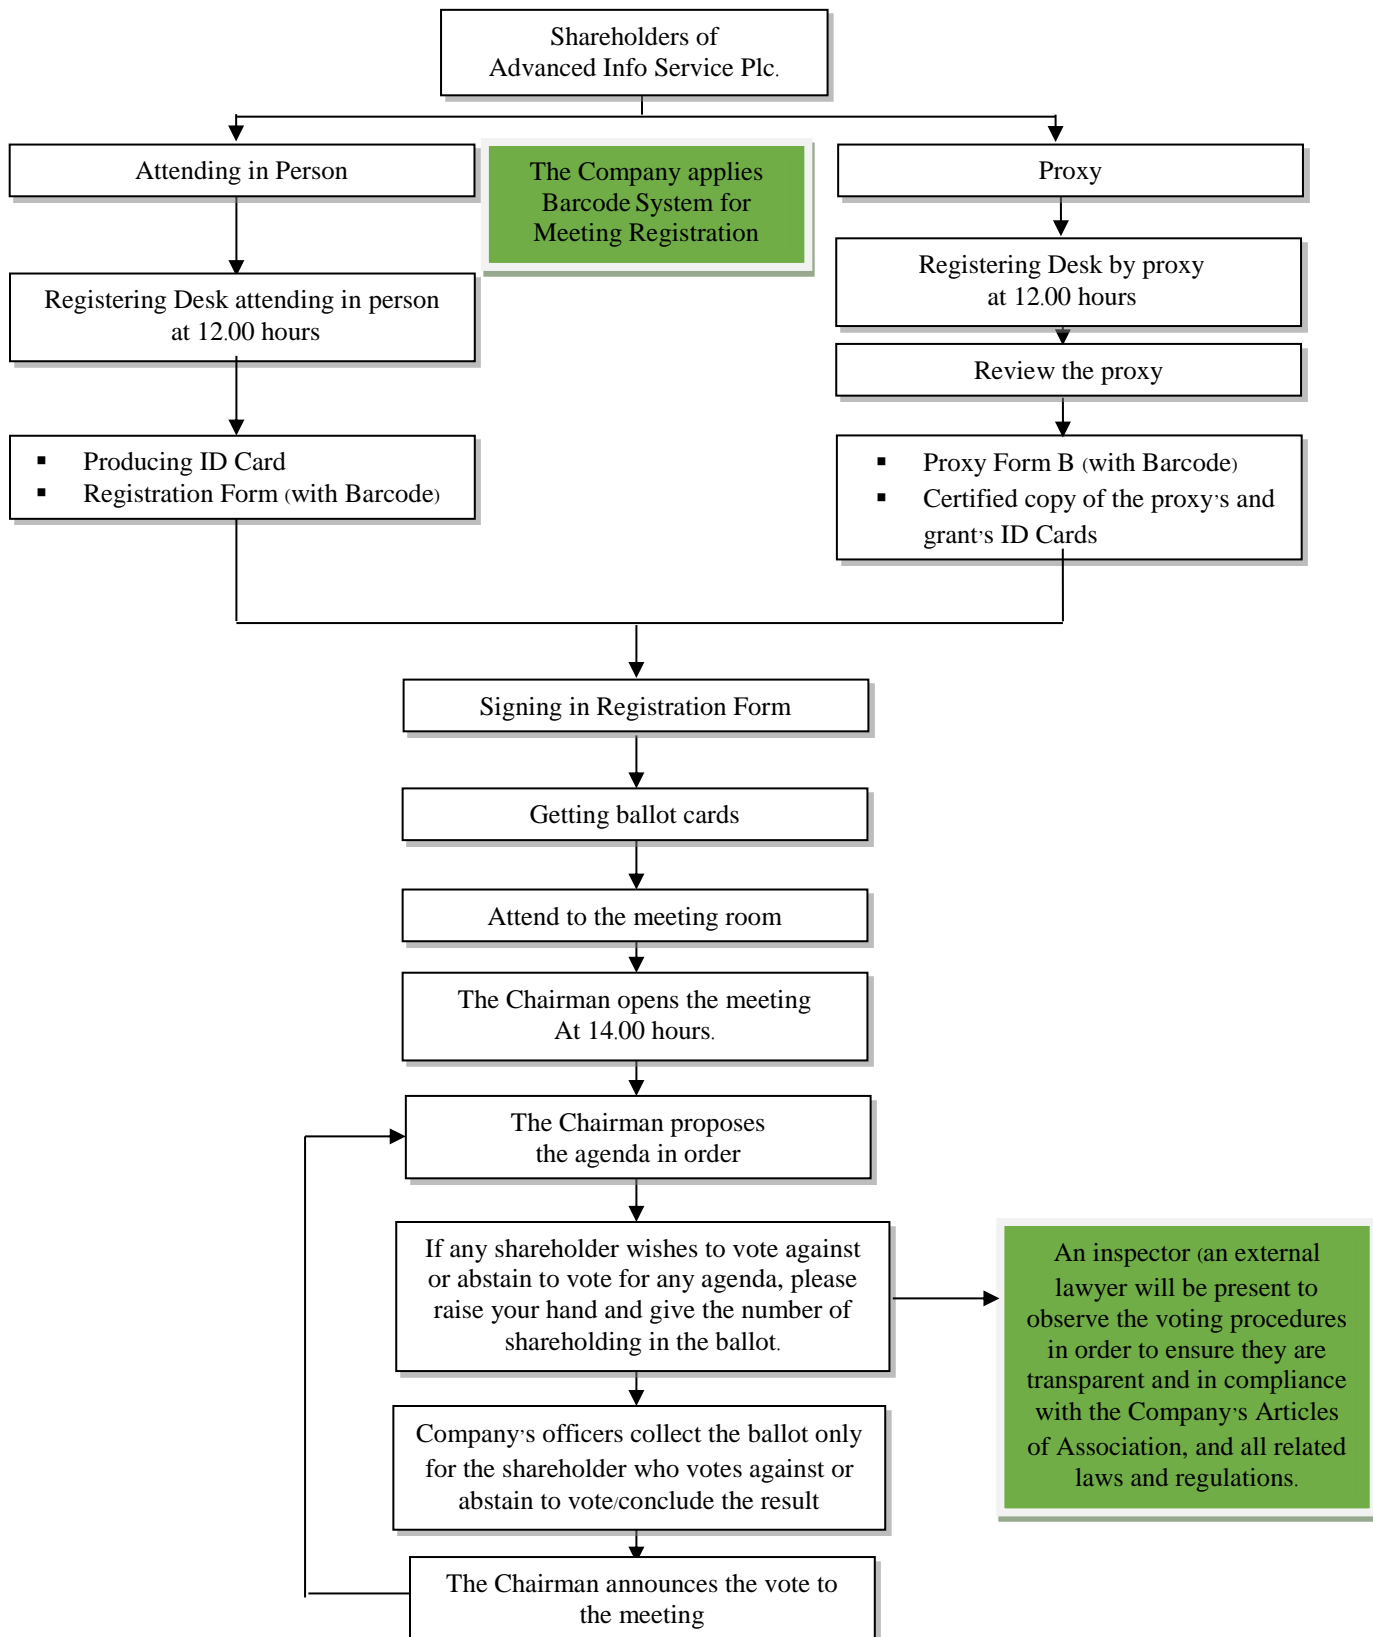 Shareholders of
Advanced Info Service Plc.
Attending in Person
The Company applies
Barcode System for
Meeting Registration
Proxy
Registering Desk attending in person
at 12.00 hours
Registering Desk by proxy
at 12.00 hours
Review the proxy
▪ Producing ID Card
▪ Registration Form (with Barcode)
▪ Proxy Form B (with Barcode)
▪ Certified copy of the proxy's and
grant's ID Cards
Signing in Registration Form
Getting ballot cards
Attend to the meeting room
The Chairman opens the meeting
At 14.00 hours.
The Chairman proposes
the agenda in order
If any shareholder wishes to vote against
or abstain to vote for any agenda, please
raise your hand and give the number of
shareholding in the ballot.
An inspector (an external
lawyer will be present to
observe the voting procedures
in order to ensure they are
transparent and in compliance
with the Company's Articles
of Association, and all related
laws and regulations.
Company's officers collect the ballot only
for the shareholder who votes against or
abstain to vote/conclude the result
The Chairman announces the vote to
the meeting